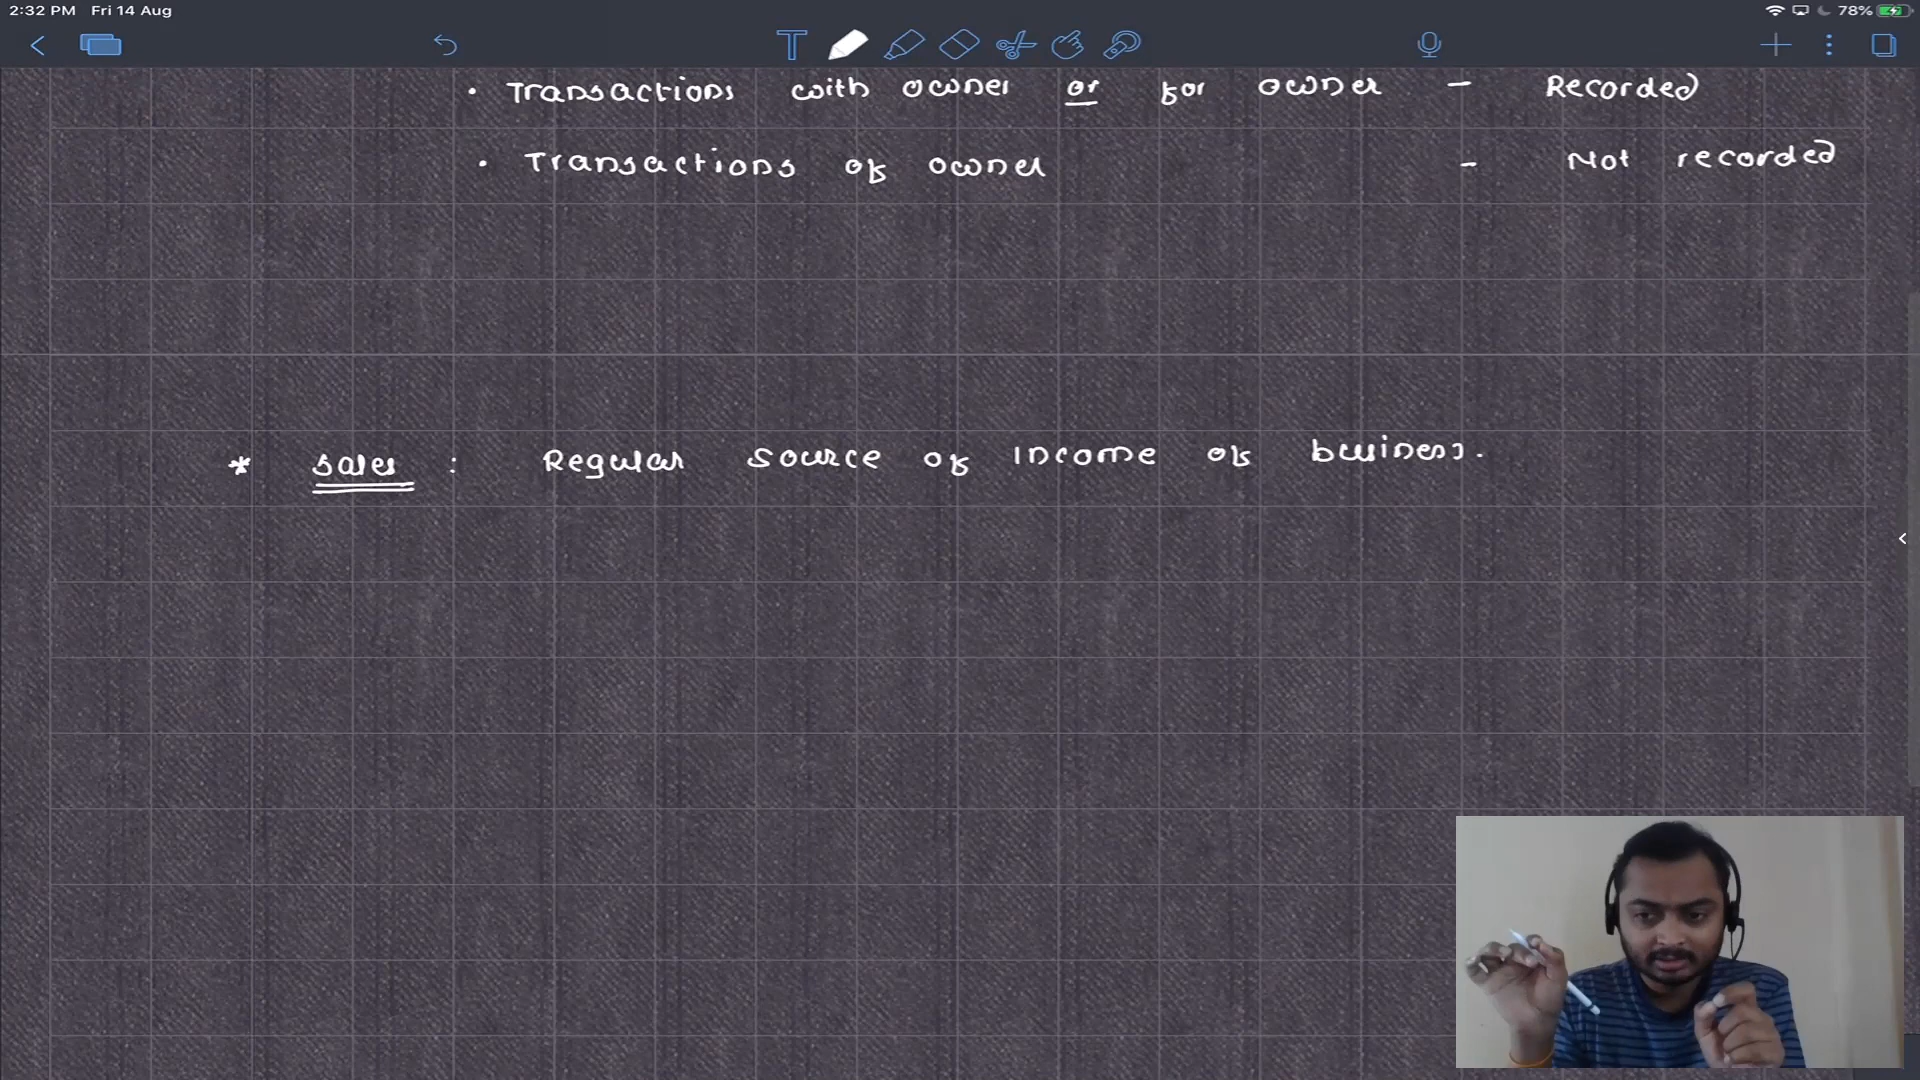 2:32 PM Fri 14 Aug 78%
T
• Transactions with owner or for owner - Recorded
• Transactions of owner - Not recorded
* Sales : Regular source of income of business.